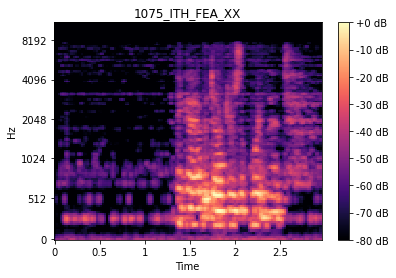 1075_ITH_FEA_XX
+0 dB
8192
-10 dB
4096
-20 dB
-30 dB
2048
Hz
-40 dB
1024
-50 dB
512
-60 dB
-70 dB
0
-80 dB
0 0.5 1 1.5 2 2.5
Time